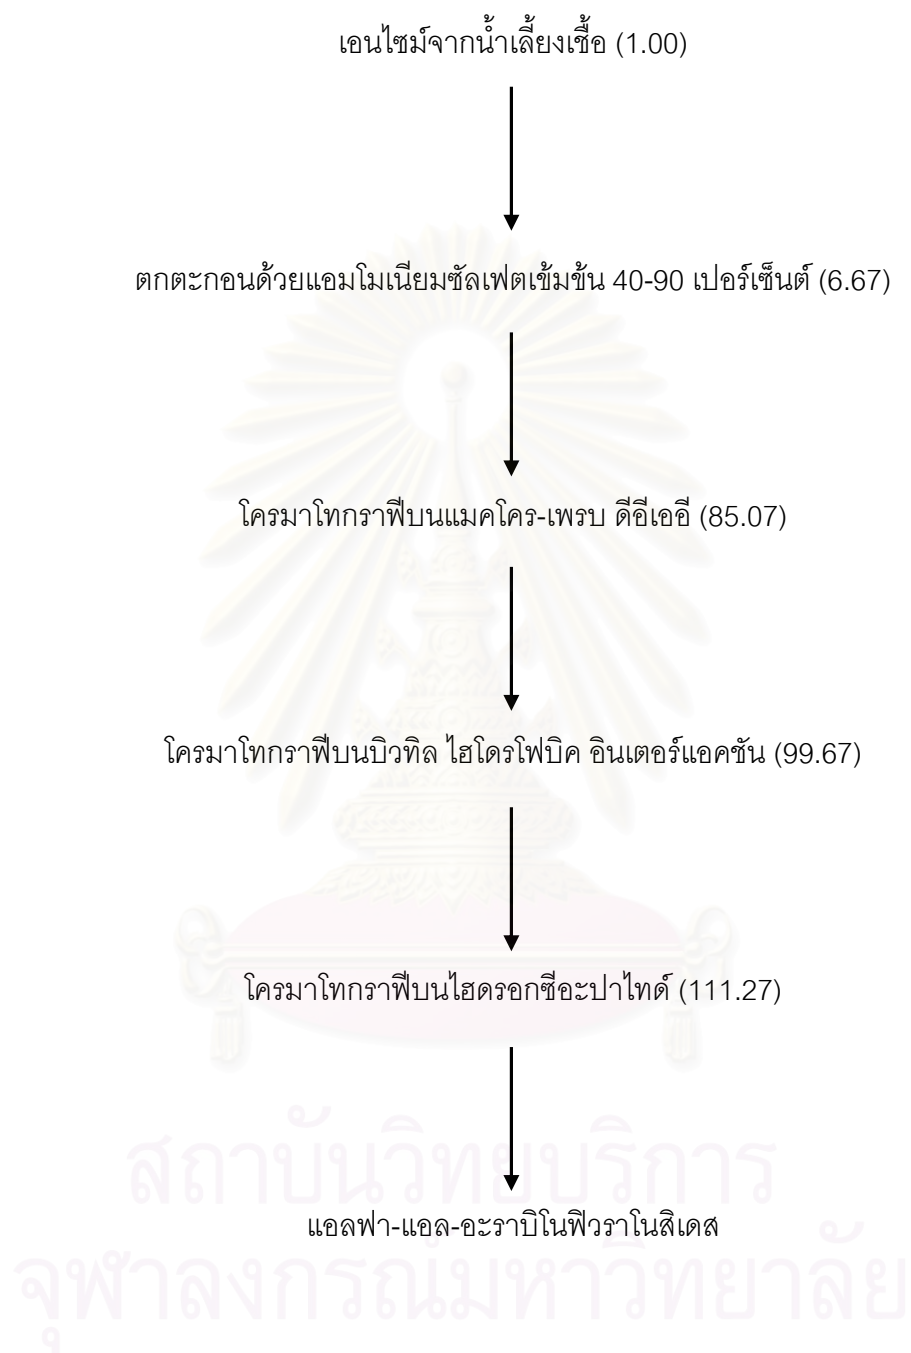 เอนไซม์จากน้ำเลี้ยงเชื้อ (1.00)
ตกตะกอนด้วยแอมโมเนียมซัลเฟตเข้มข้น 40-90 เปอร์เซ็นต์ (6.67)
โครมาโทกราฟีบนแมคโคร-เพรบ ดีอีเออี (85.07)
โครมาโทกราฟีบนบิวทิล ไฮโดรโฟบิค อินเตอร์แอคชัน (99.67)
โครมาโทกราฟีบนไฮดรอกซีอะปาไทด์ (111.27)
แอลฟา-แอล-อะราบิโนฟิวราโนสิเดส
สถาบันวิทยบริการ
จุฬาลงกรณ์มหาวิทยาลัย